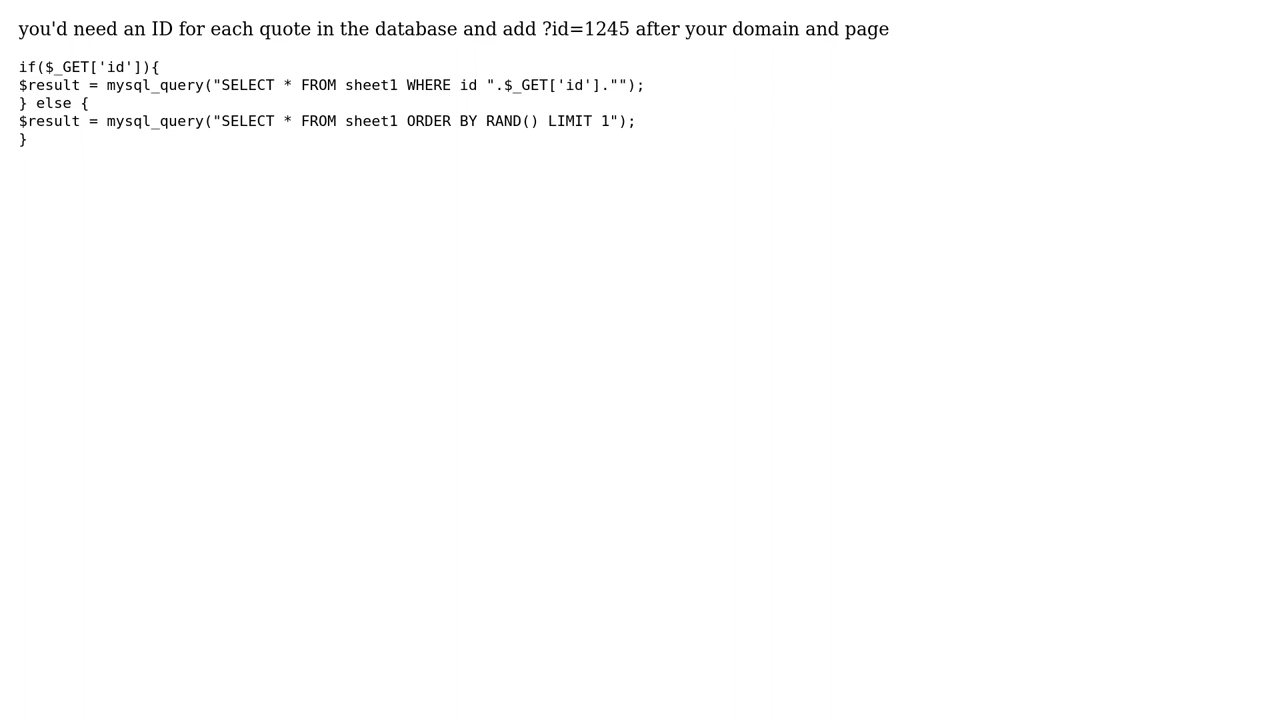 you'd need an ID for each quote in the database and add ?id=1245 after your domain and page
if($_GET['id']){
$result = mysql_query("SELECT * FROM sheet1 WHERE id ".$_GET['id']."");
} else {
$result = mysql_query("SELECT * FROM sheet1 ORDER BY RAND() LIMIT 1");
}